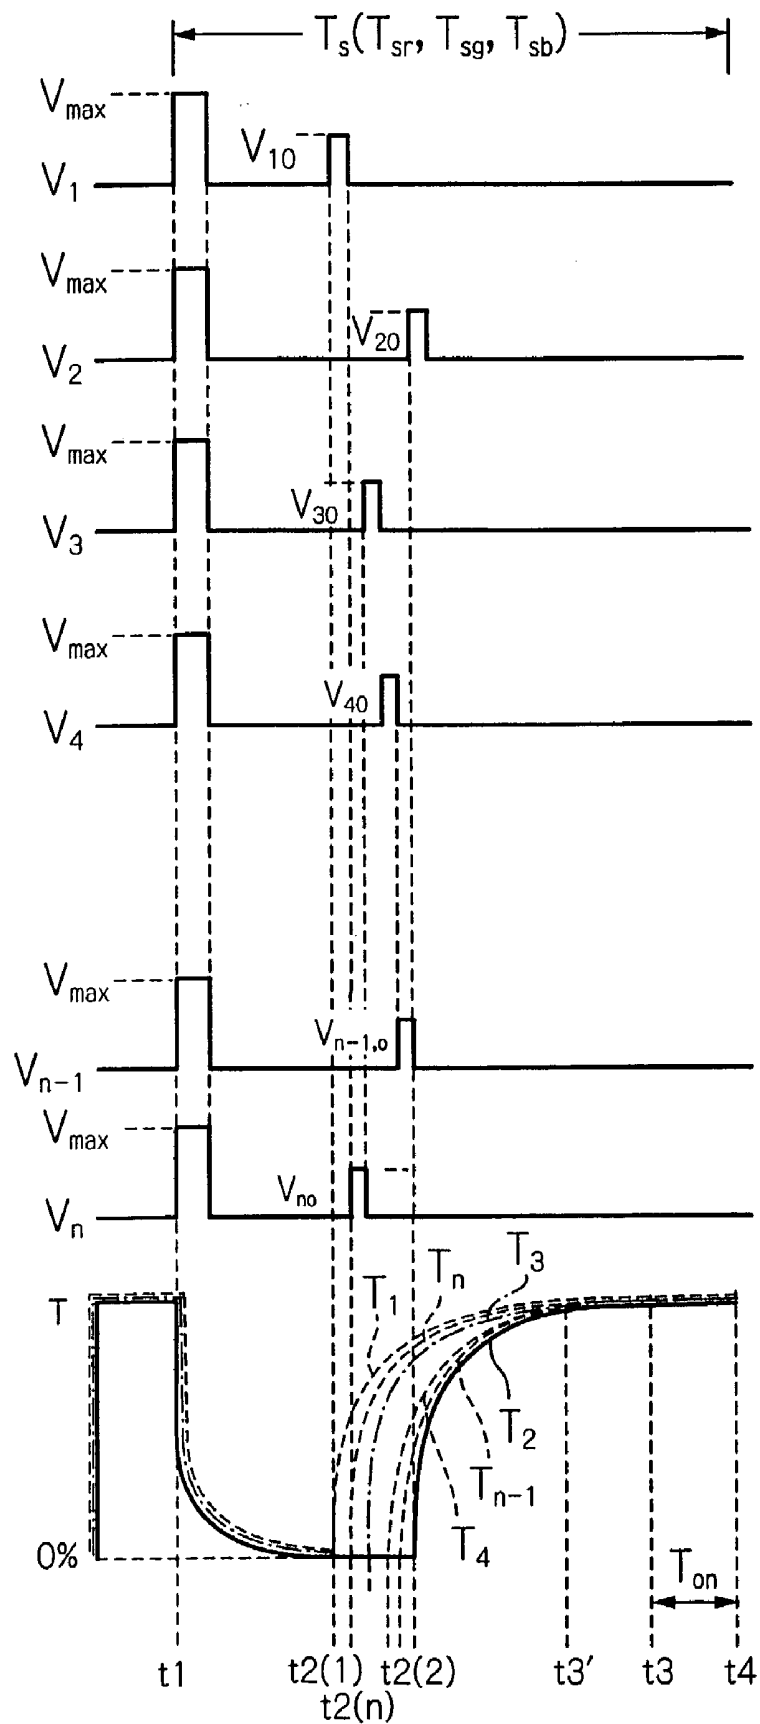 Ts(Tsr, Tsg, Tsb)
Vmax
V10
V1
Vmax
V20
V2
Vmax
V30
V3
Vmax
V40
V4
Vmax
Vn-1,o
Vn-1
Vmax
Vno
Vn
T
T1
Tn
T3
T2
Tn-1
T4
0%
Ton
t1
t2(1)
t2(2)
t3'
t3
t4
t2(n)